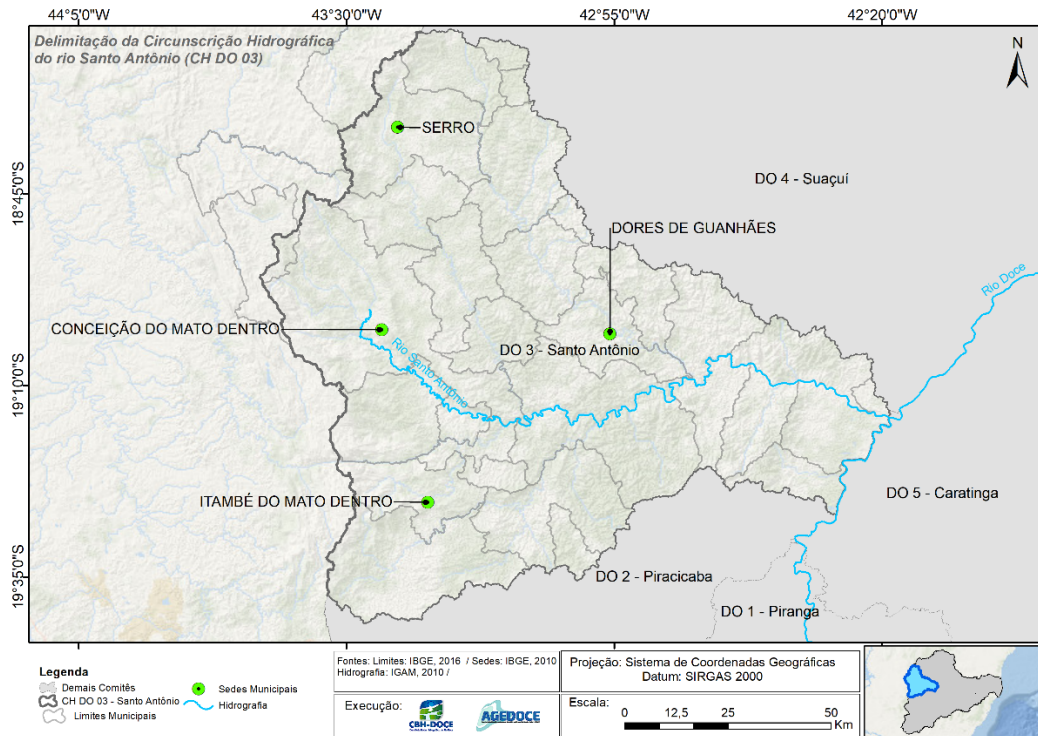 44°5'0"W
43°30'0"W
42°55'0"W
42°20'0"W
Delimitação da Circunscrição Hidrográfica
do rio Santo Antônio (CH DO 03)
N
SERRO
18°45'0"S
DO 4 - Suaçuí
DORES DE GUANHÃES
Rio Doce
CONCEIÇÃO DO MATO DENTRO
Rio Santo Antônio
DO 3 - Santo Antônio
19°10'0"S
DO 5 - Caratinga
ITAMBÉ DO MATO DENTRO
19°35'0"S
DO 2 - Piracicaba
DO 1 - Piranga
Legenda
Demais Comitês
CH DO 03 - Santo Antônio
Limites Municipais
Sedes Municipais
Hidrografia
Fontes: Limites: IBGE, 2016 / Sedes: IBGE, 2010
Hidrografia: IGAM, 2010 /
Execução:
CBH-DOCE
AGEDOCE
Projeção: Sistema de Coordenadas Geográficas
Datum: SIRGAS 2000
Escala:
0 12,5 25 50
Km